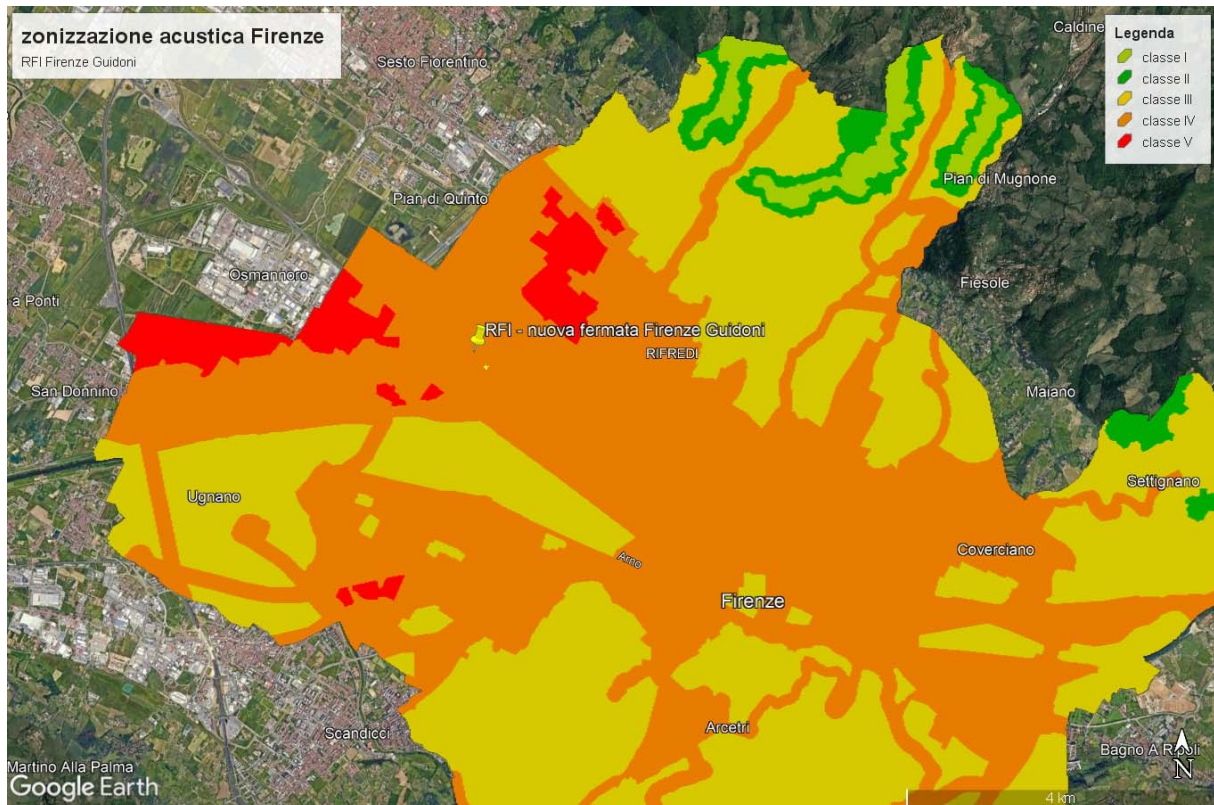 zonizzazione acustica Firenze
RFI Firenze Guidoni
Legenda
classe I
classe II
classe III
classe IV
classe V
Caldine
Sesto Fiorentino
Pian di Quinto
Pian di Mugnone
Osmannoro
Fiesole
a Ponti
RFI - nuova fermata Firenze Guidoni
RIFREDI
San Donnino
Maiano
Settignano
Ugnano
Arno
Coverciano
Firenze
Arcetri
Scandicci
Bagno A Ripoli
N
Martino Alla Palma
Google Earth
4 km